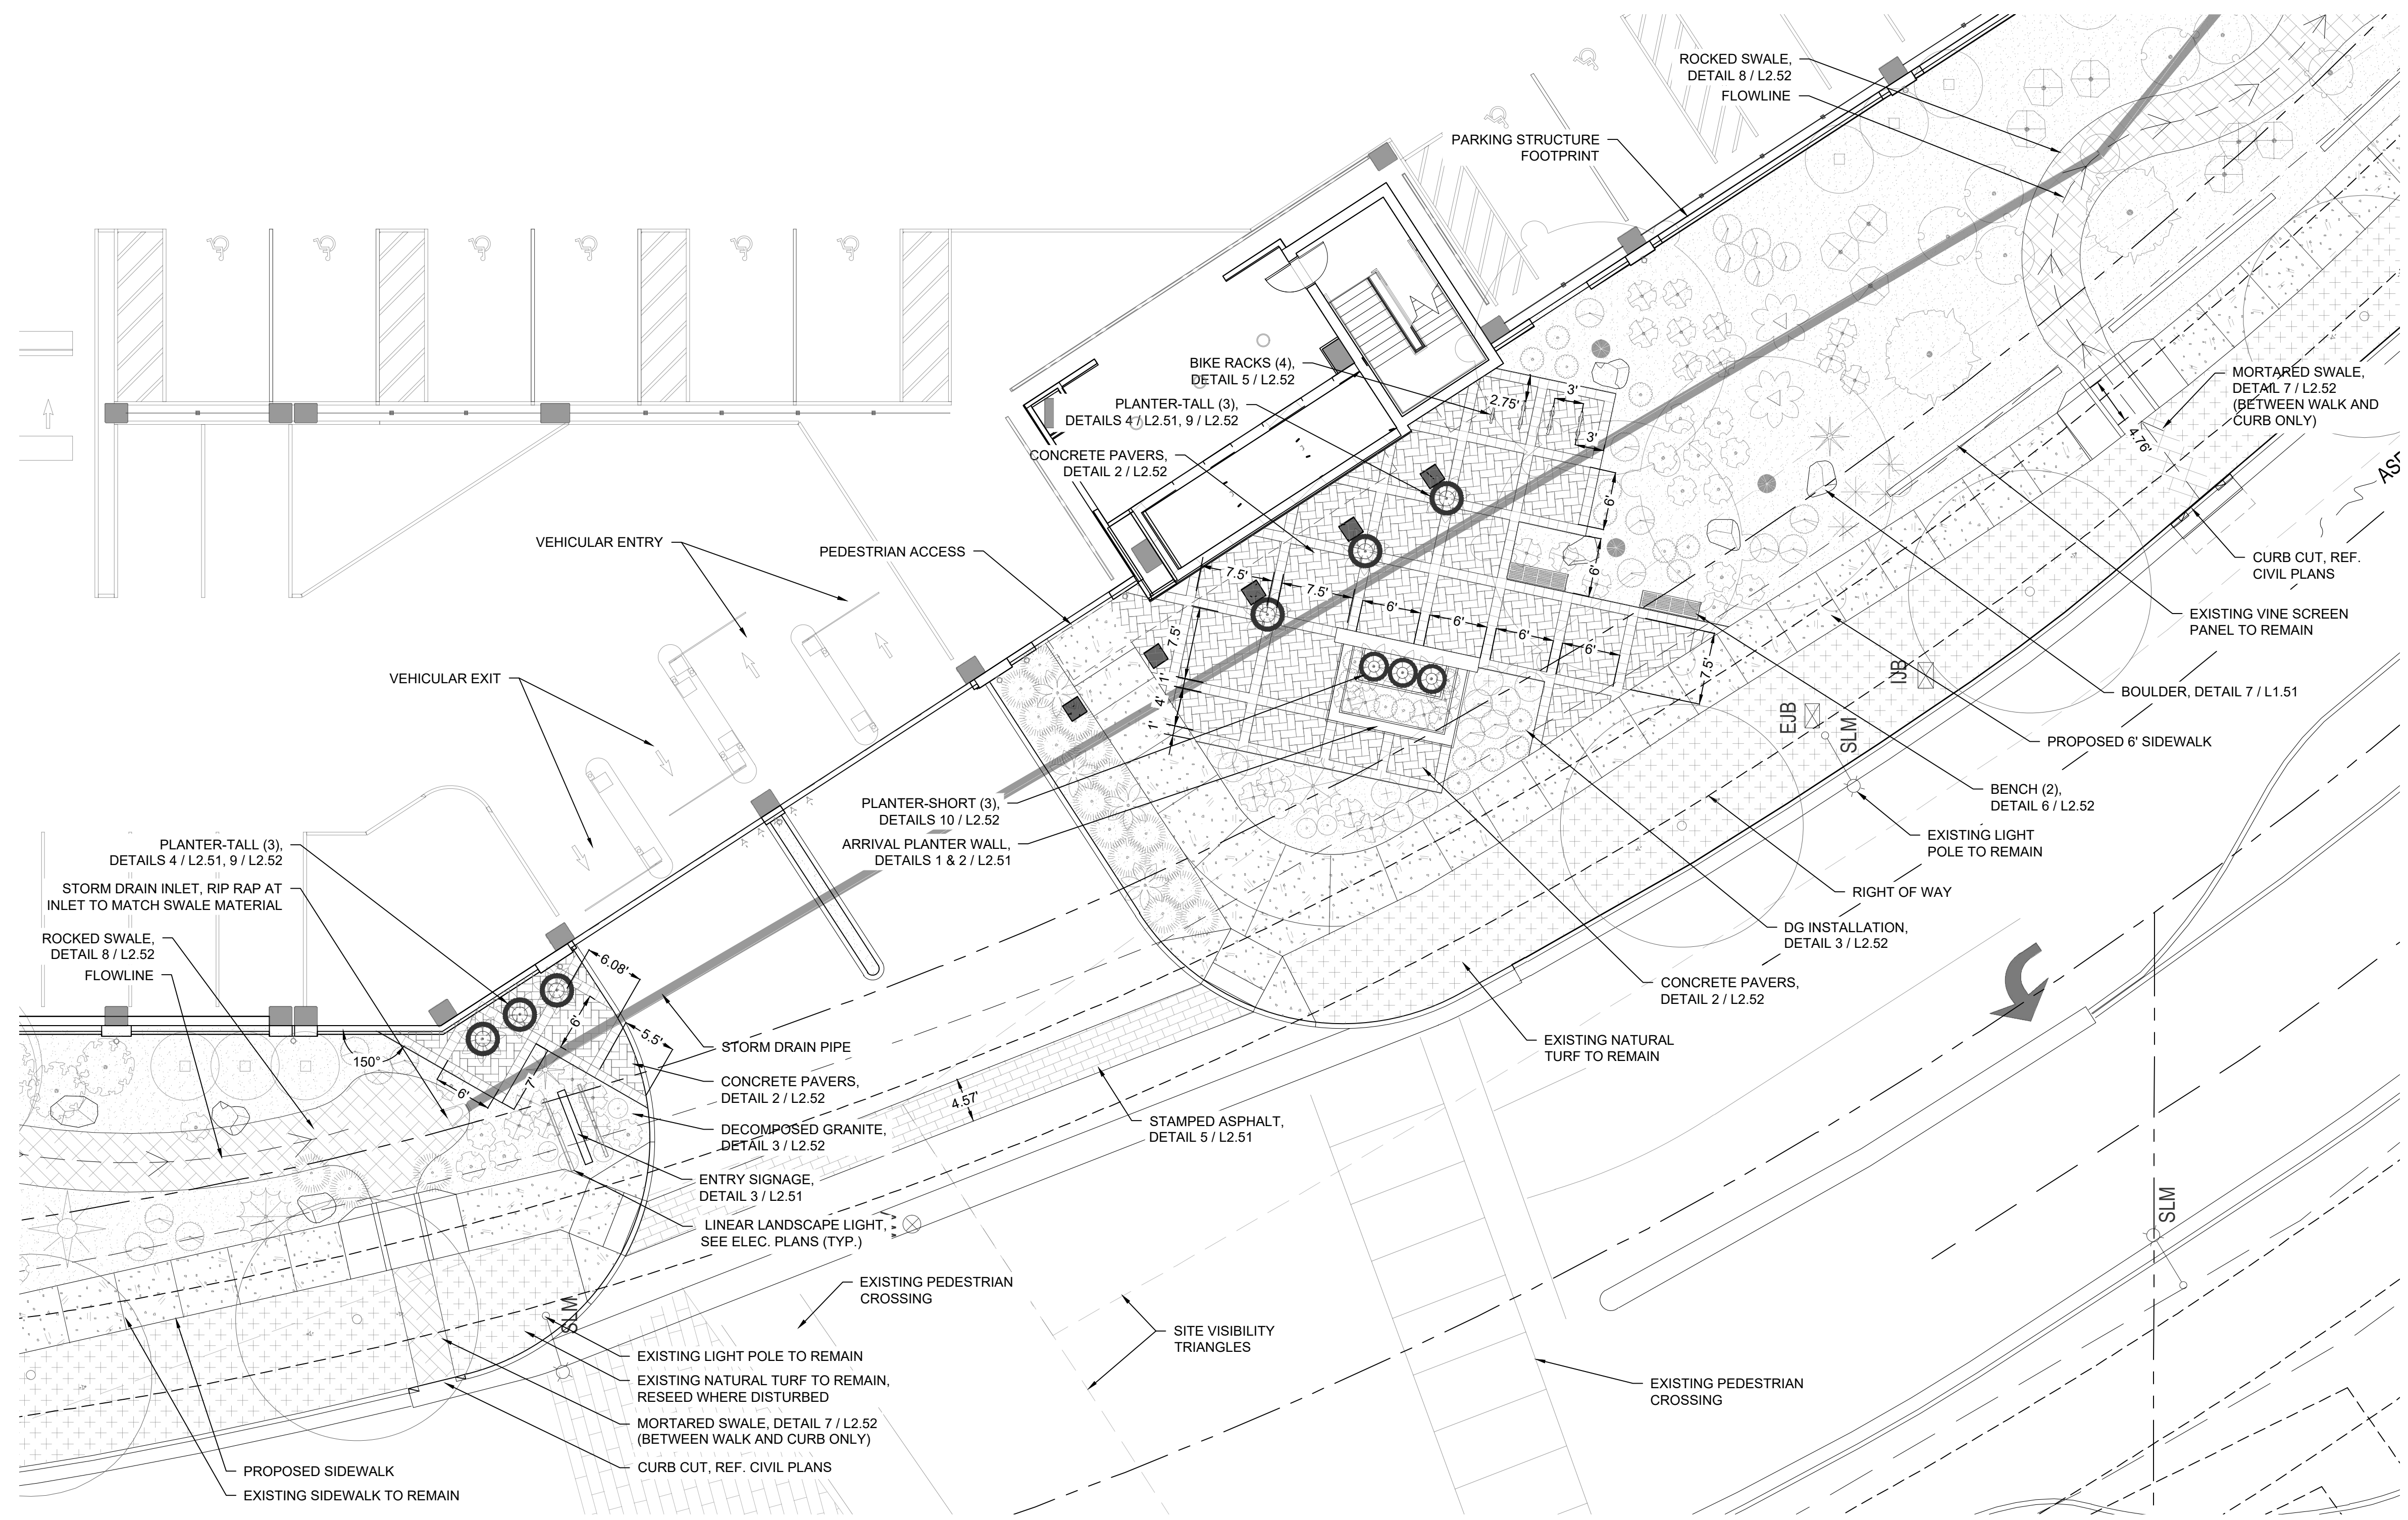 ROCKED SWALE,
DETAIL 8 / L2.52
FLOWLINE
PARKING STRUCTURE
FOOTPRINT
BIKE RACKS (4),
DETAIL 5 / L2.52
PLANTER-TALL (3),
DETAILS 4 / L2.51, 9 / L2.52
CONCRETE PAVERS,
DETAIL 2 / L2.52
2.75'
3'
3'
MORTARED SWALE,
DETAIL 7 / L2.52
(BETWEEN WALK AND
CURB ONLY)
4.76'
6'
6'
VEHICULAR ENTRY
PEDESTRIAN ACCESS
CURB CUT, REF.
CIVIL PLANS
7.5'
7.5'
6'
6'
6'
6'
7.5'
7.5'
1'
4'
1'
EXISTING VINE SCREEN
PANEL TO REMAIN
VEHICULAR EXIT
IJB
EJB
SLM
BOULDER, DETAIL 7 / L1.51
PROPOSED 6' SIDEWALK
BENCH (2),
DETAIL 6 / L2.52
PLANTER-SHORT (3),
DETAILS 10 / L2.52
ARRIVAL PLANTER WALL,
DETAILS 1 & 2 / L2.51
EXISTING LIGHT
POLE TO REMAIN
RIGHT OF WAY
DG INSTALLATION,
DETAIL 3 / L2.52
CONCRETE PAVERS,
DETAIL 2 / L2.52
EXISTING NATURAL
TURF TO REMAIN
PLANTER-TALL (3),
DETAILS 4 / L2.51, 9 / L2.52
STORM DRAIN INLET, RIP RAP AT
INLET TO MATCH SWALE MATERIAL
ROCKED SWALE,
DETAIL 8 / L2.52
FLOWLINE
6.08'
6'
5.5'
150°
6'
7'
STORM DRAIN PIPE
CONCRETE PAVERS,
DETAIL 2 / L2.52
4.57'
STAMPED ASPHALT,
DETAIL 5 / L2.51
DECOMPOSED GRANITE,
DETAIL 3 / L2.52
ENTRY SIGNAGE,
DETAIL 3 / L2.51
LINEAR LANDSCAPE LIGHT,
SEE ELEC. PLANS (TYP.)
SLM
EXISTING PEDESTRIAN
CROSSING
SLM
SITE VISIBILITY
TRIANGLES
EXISTING LIGHT POLE TO REMAIN
EXISTING NATURAL TURF TO REMAIN,
RESEED WHERE DISTURBED
EXISTING PEDESTRIAN
CROSSING
MORTARED SWALE, DETAIL 7 / L2.52
(BETWEEN WALK AND CURB ONLY)
CURB CUT, REF. CIVIL PLANS
PROPOSED SIDEWALK
EXISTING SIDEWALK TO REMAIN